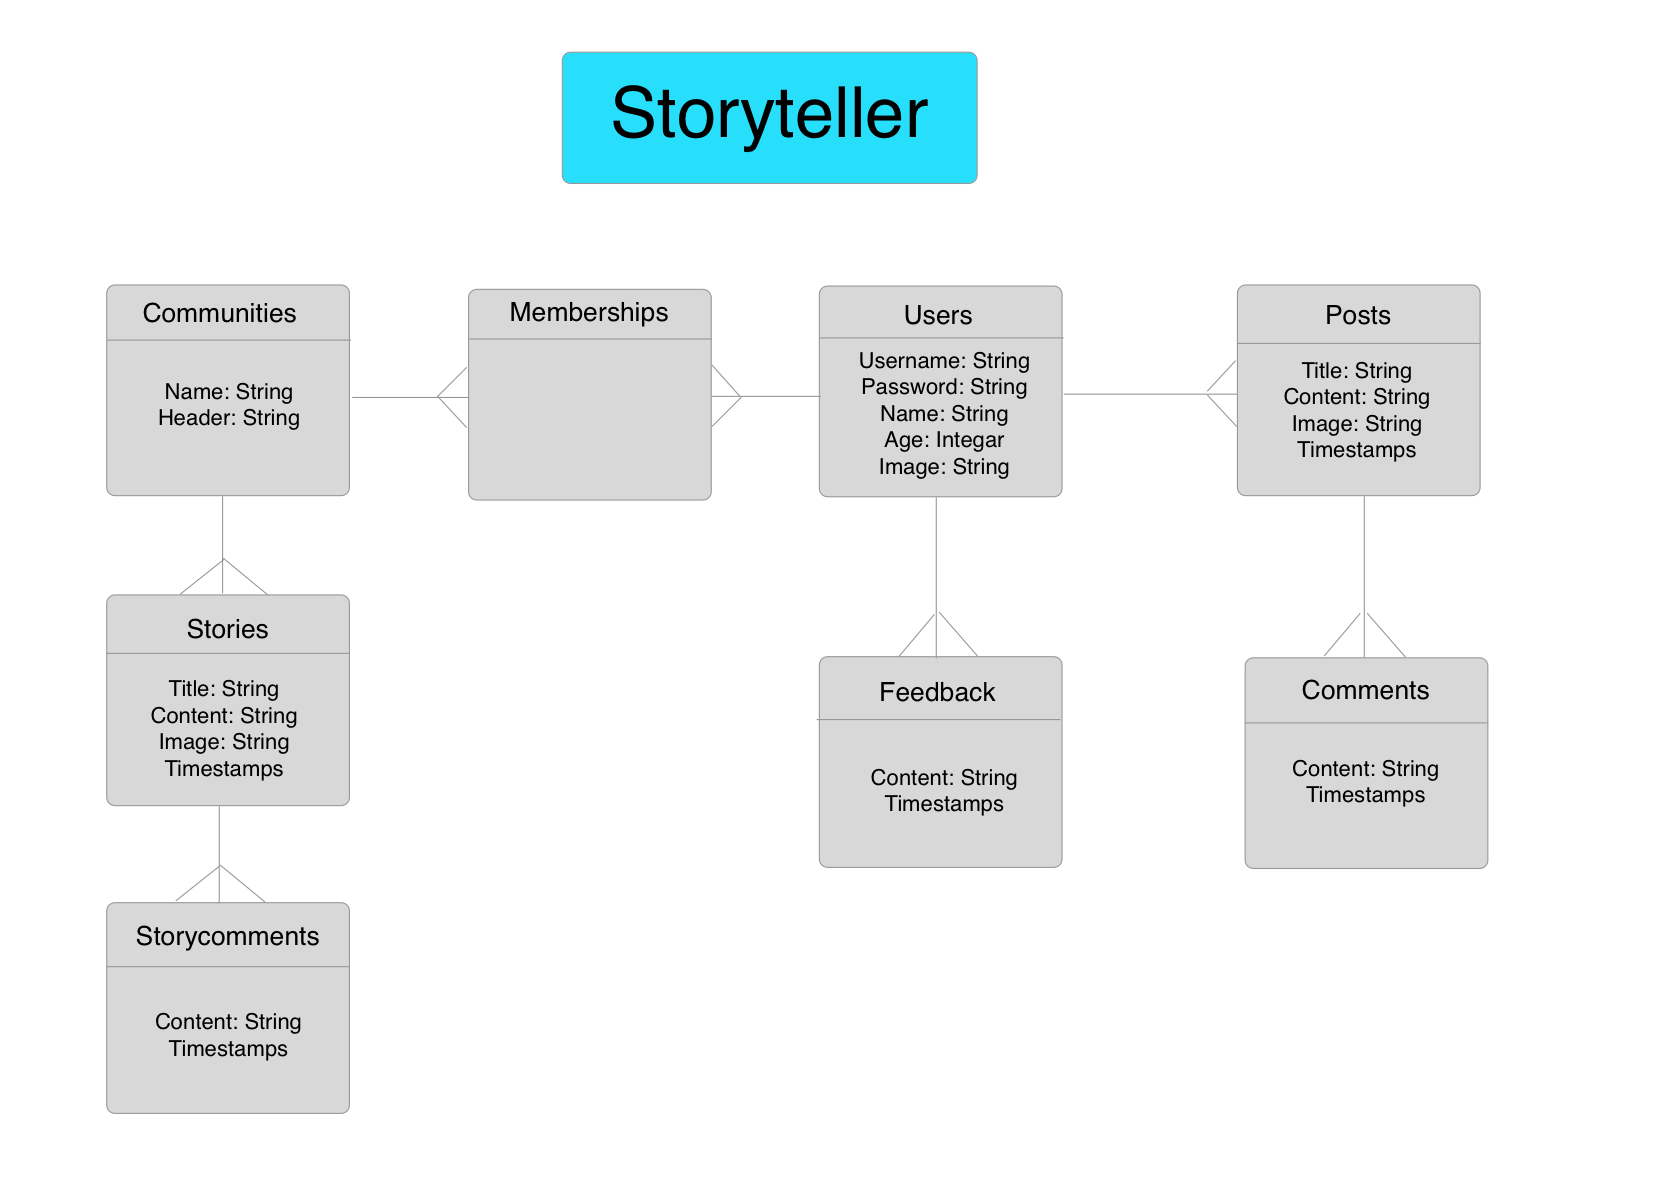 Storyteller
Communities
Name: String
Header: String
Memberships
Users
Username: String
Password: String
Name: String
Age: Integar
Image: String
Posts
Title: String
Content: String
Image: String
Timestamps
Stories
Title: String
Content: String
Image: String
Timestamps
Feedback
Content: String
Timestamps
Comments
Content: String
Timestamps
Storycomments
Content: String
Timestamps